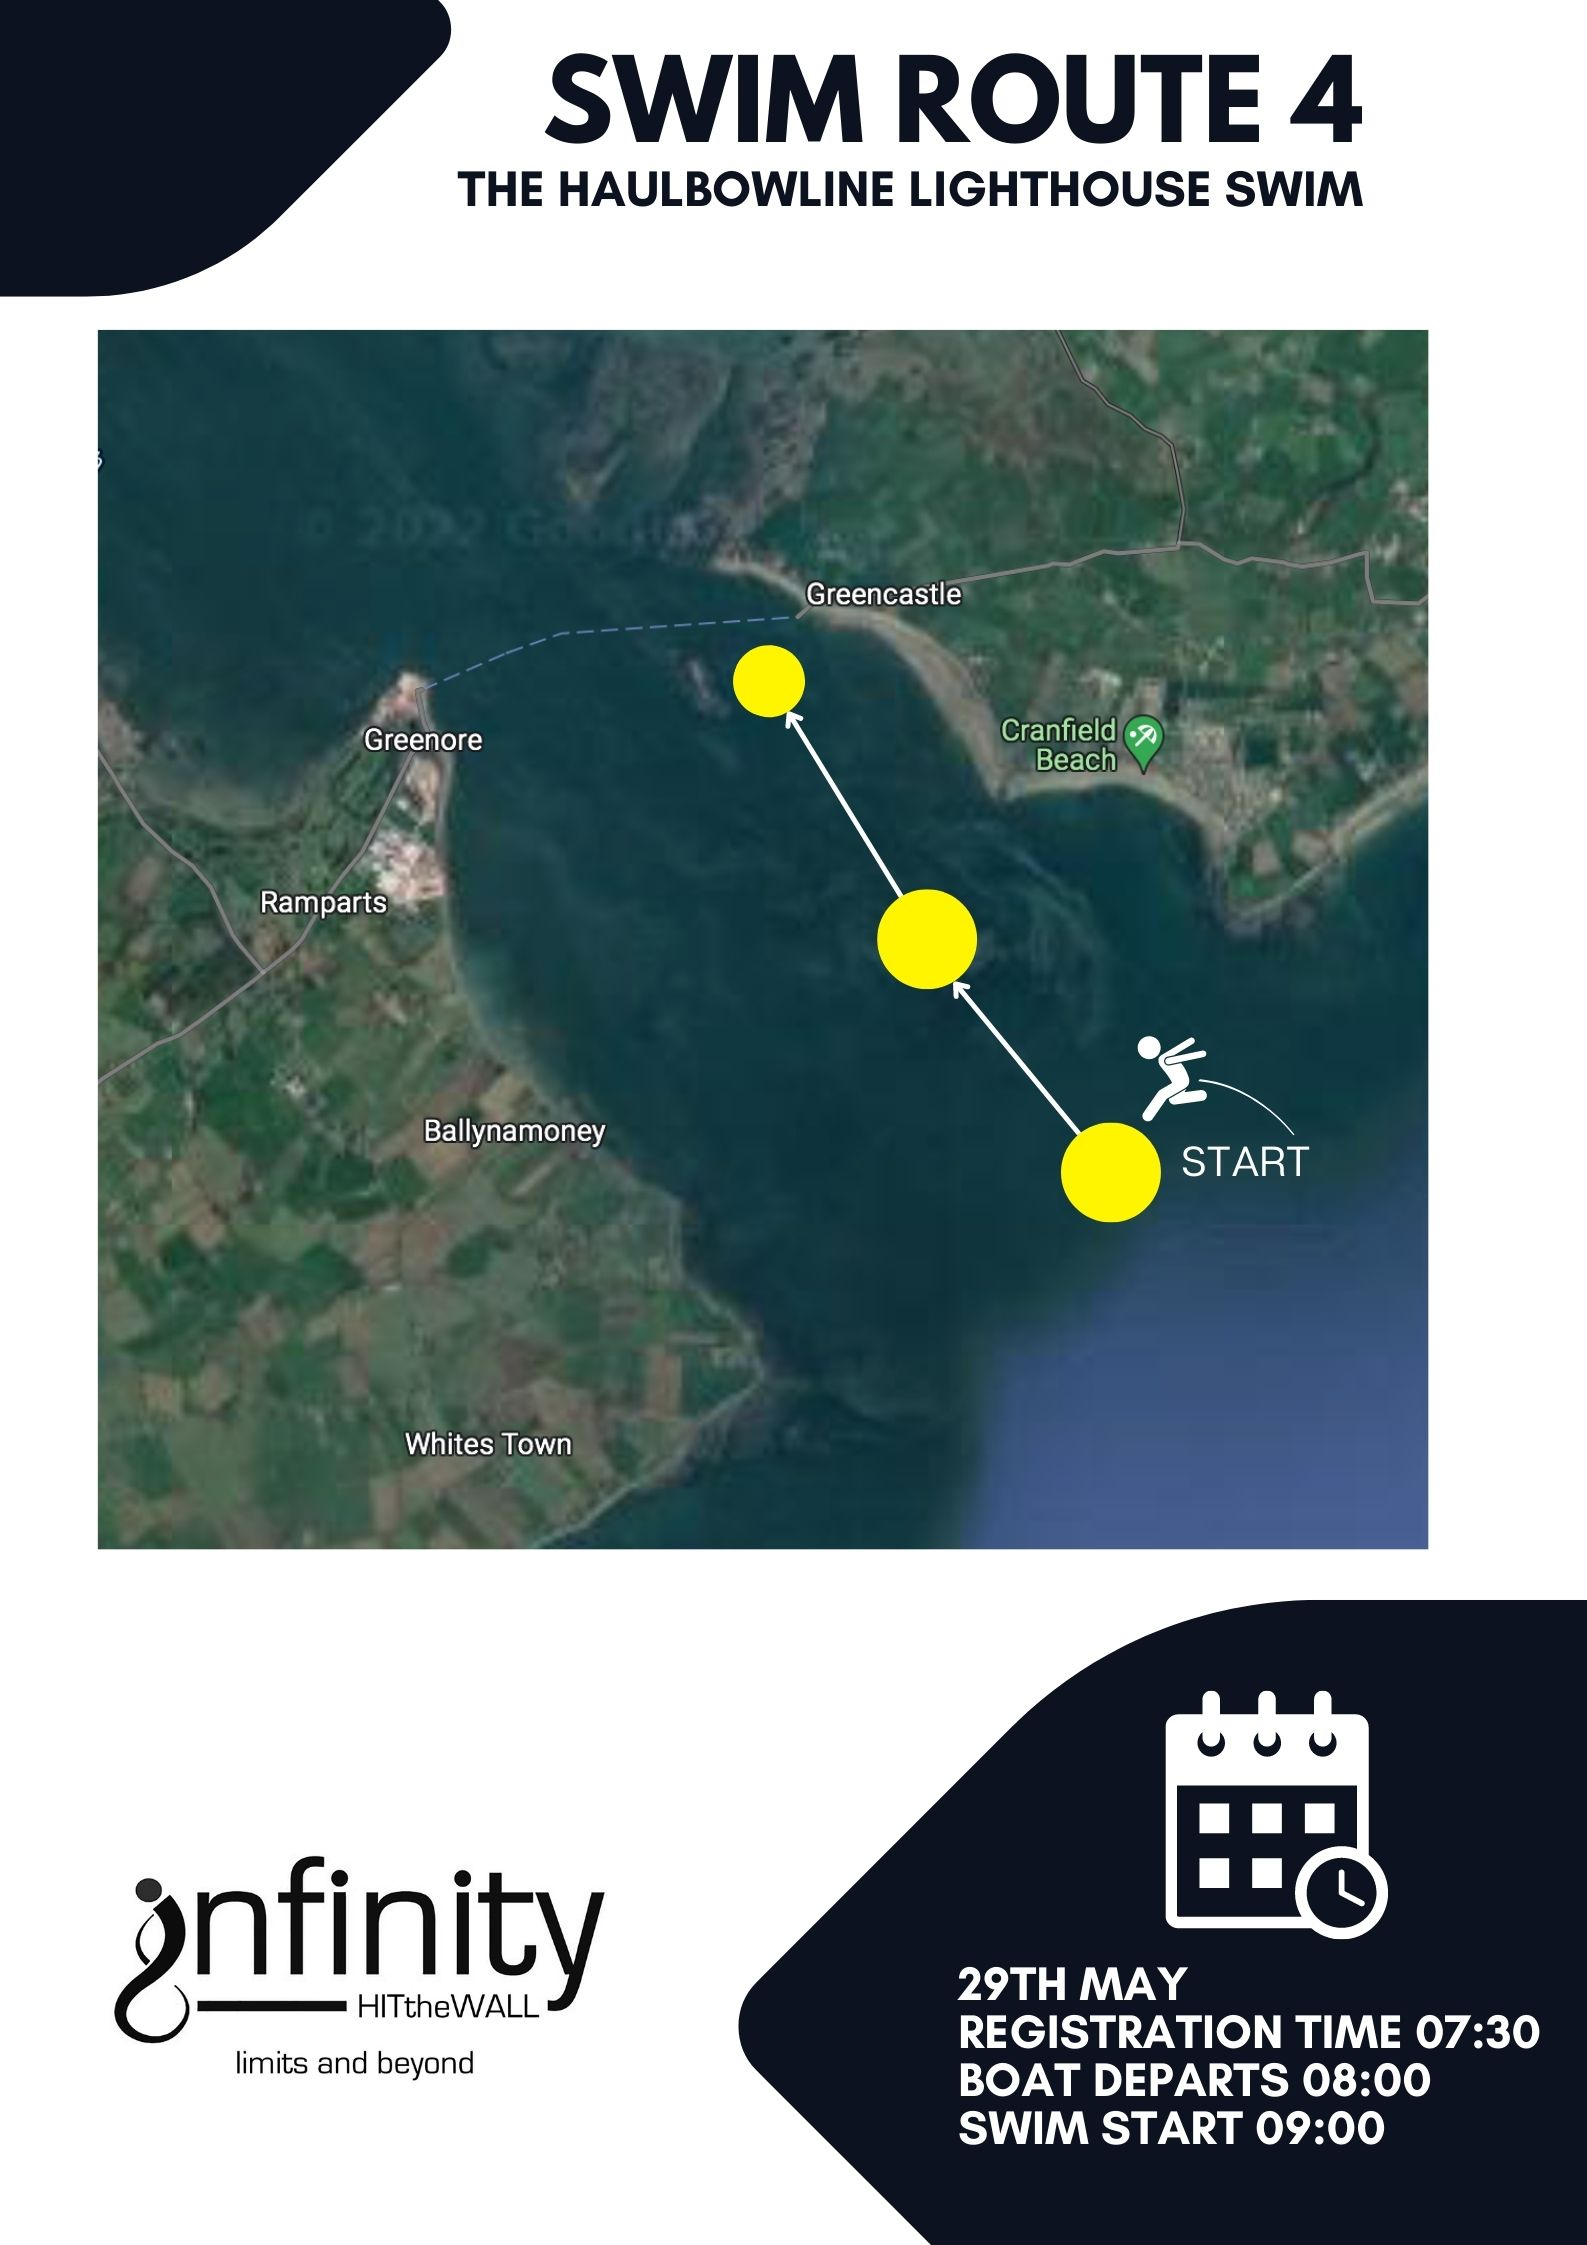 SWIM ROUTE 4
THE HAULBOWLINE LIGHTHOUSE SWIM
Greencastle
Cranfield
Beach
Greenore
Ramparts
Ballynamoney
START
Whites Town
infinity
HITtheWALL
limits and beyond
29TH MAY
REGISTRATION TIME 07:30
BOAT DEPARTS 08:00
SWIM START 09:00